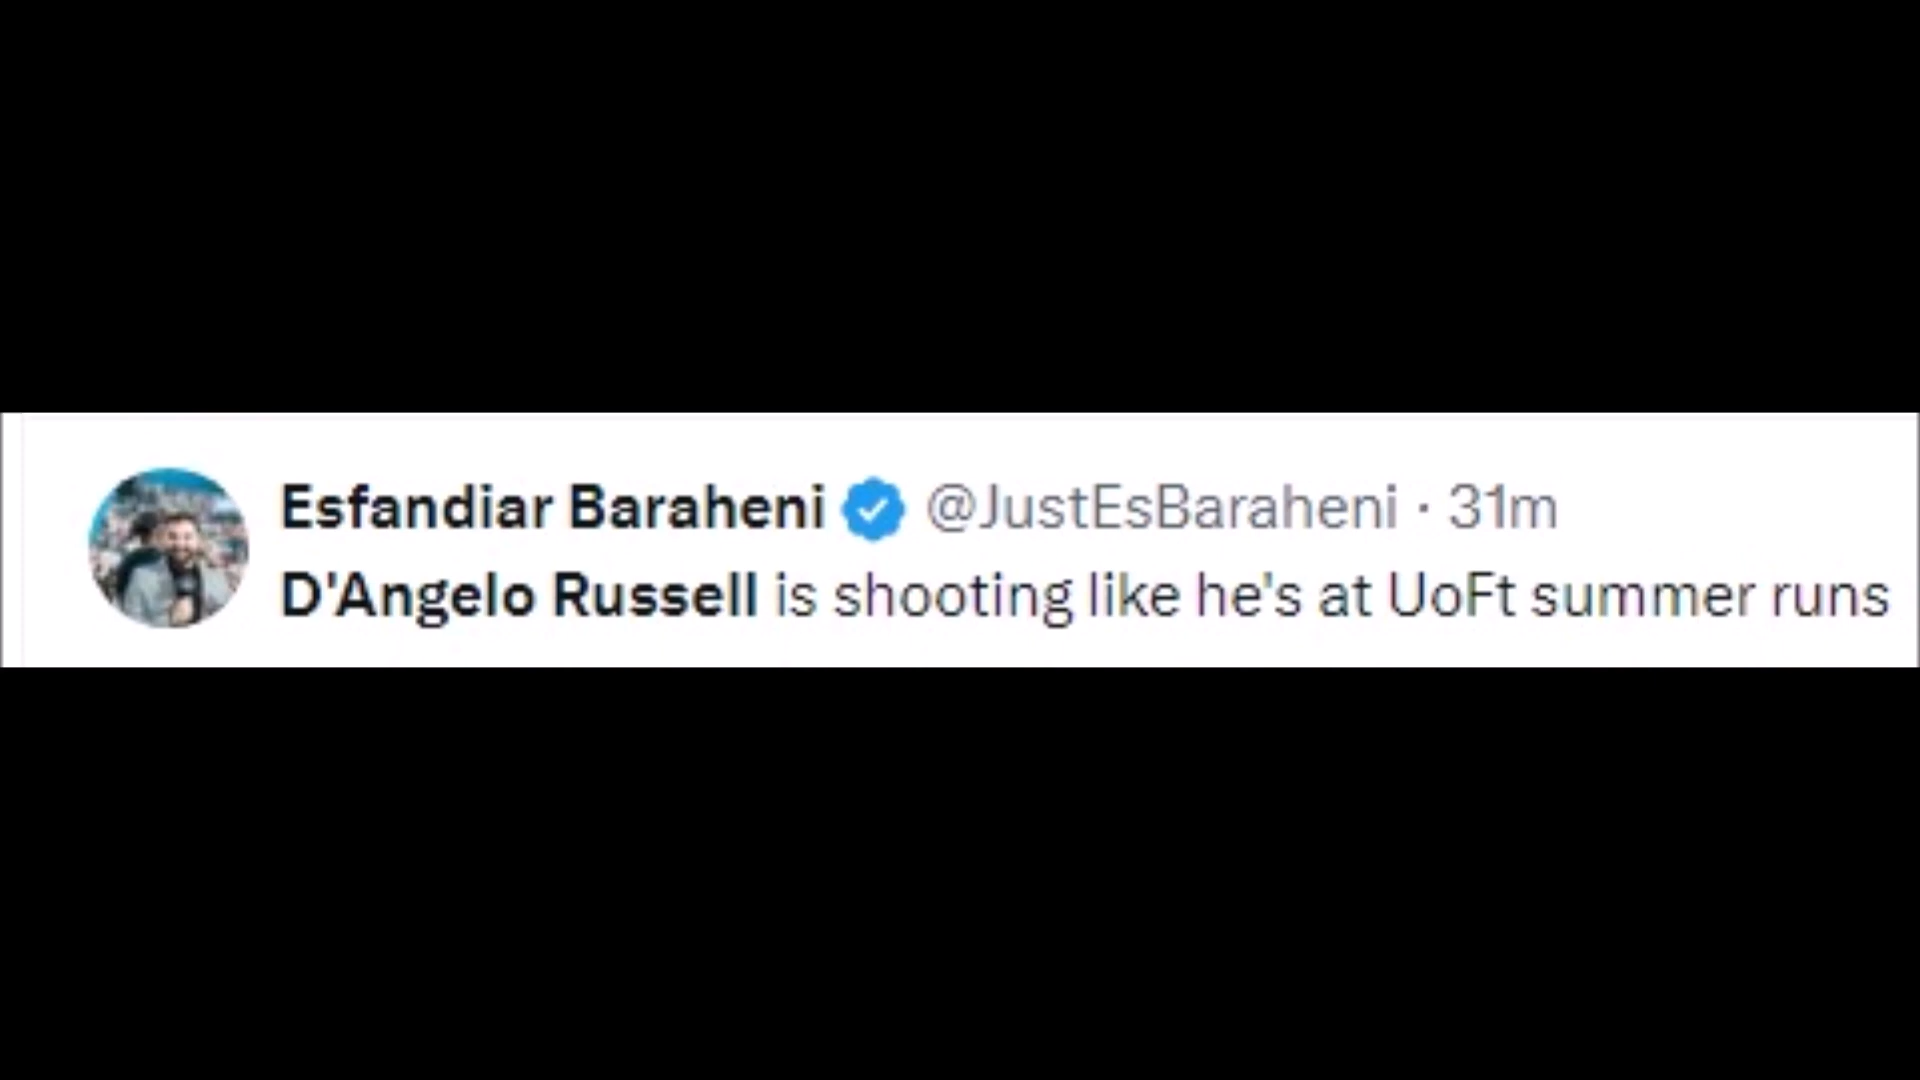 Esfandiar Baraheni @JustEsBaraheni · 31m
D'Angelo Russell is shooting like he's at UoFt summer runs